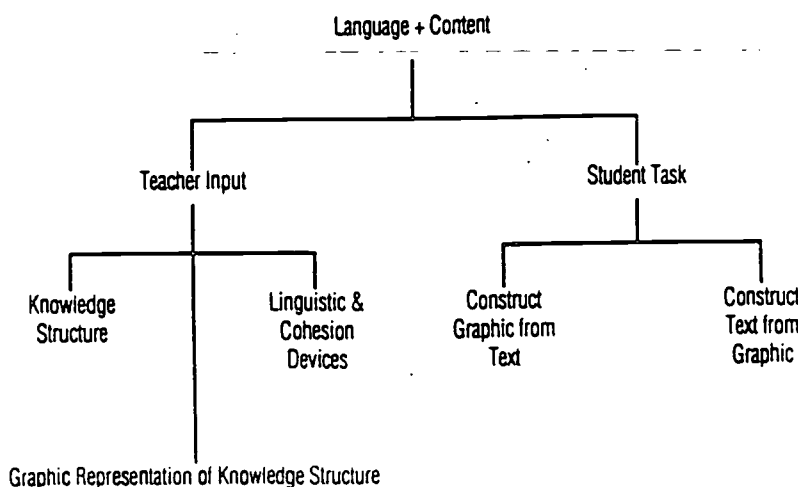 Language + Content
Teacher Input
Student Task
Knowledge
Structure
Linguistic &
Cohesion
Devices
Construct
Graphic from
Text
Construct
Text from
Graphic
Graphic Representation of Knowledge Structure